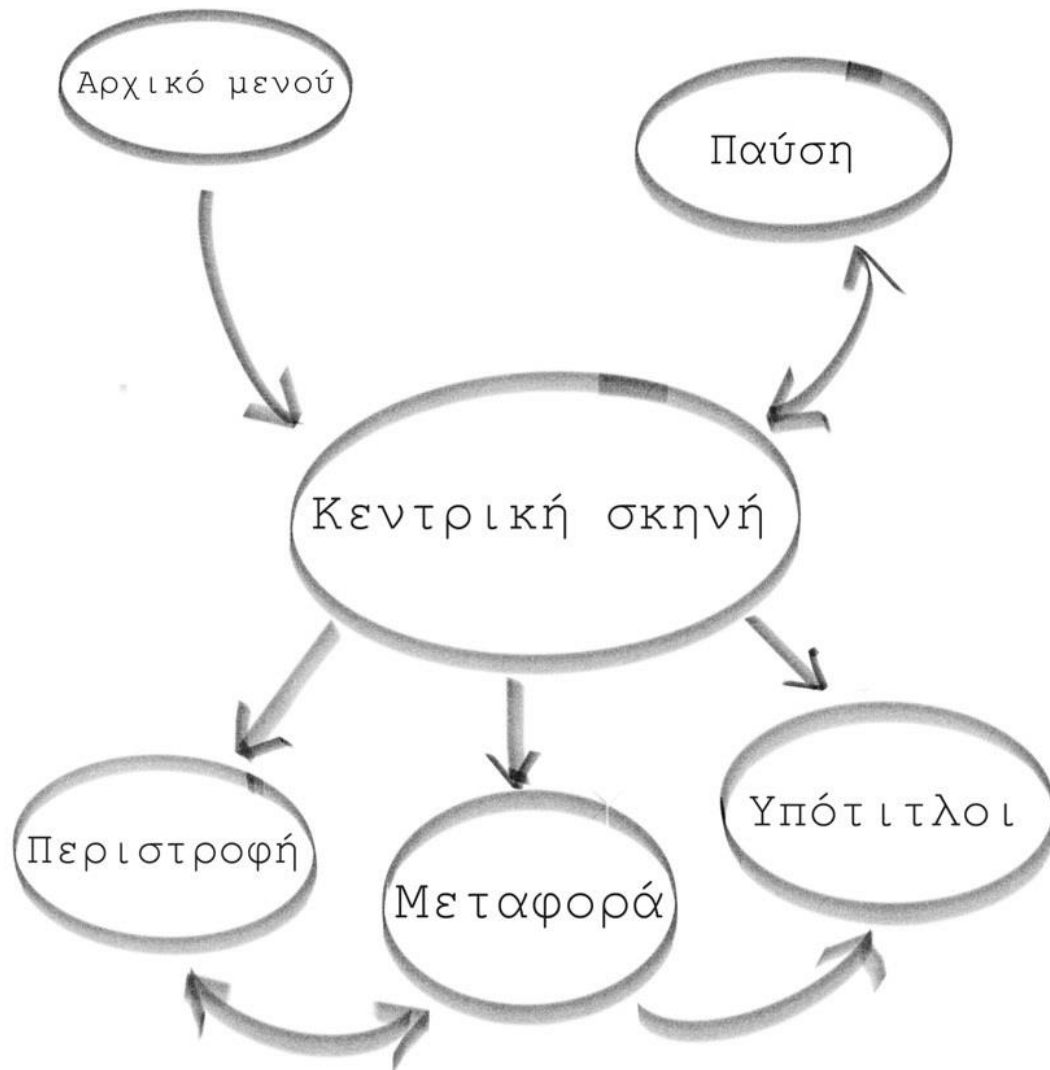 Αρχικό μενού
Παύση
Κεντρική σκηνή
Περιστροφή
Μεταφορά
Υπότιτλοι